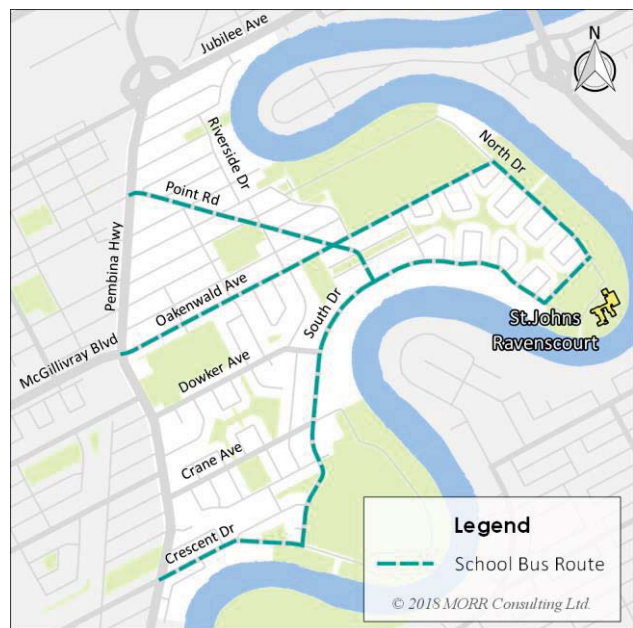 Jubilee Ave
N
Riverside Dr
North Dr
Point Rd
Pembina Hwy
Oakenwald Ave
South Dr
St.Johns
Ravenscourt
McGillivray Blvd
Dowker Ave
Crane Ave
Crescent Dr
Legend
School Bus Route
© 2018 MORR Consulting Ltd.